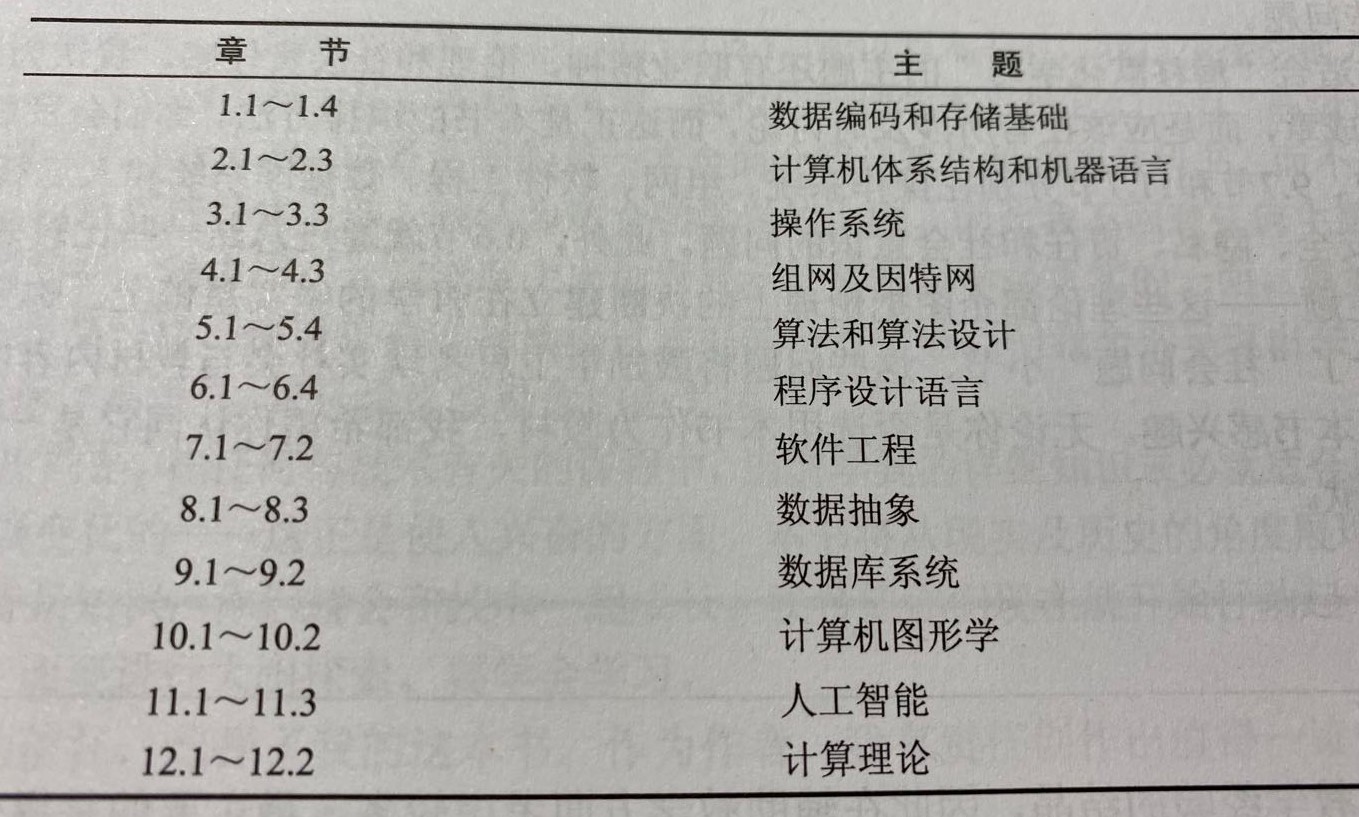 章 节 主 题
1.1～1.4 数据编码和存储基础
2.1～2.3 计算机体系结构和机器语言
3.1～3.3 操作系统
4.1～4.3 组网及因特网
5.1～5.4 算法和算法设计
6.1～6.4 程序设计语言
7.1～7.2 软件工程
8.1～8.3 数据抽象
9.1～9.2 数据库系统
10.1～10.2 计算机图形学
11.1～11.3 人工智能
12.1～12.2 计算理论